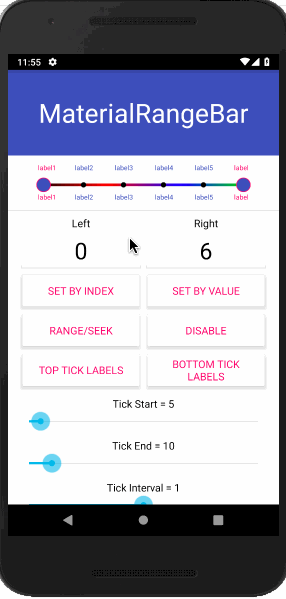 11:55
MaterialRangeBar
label1 label2 label3 label4 label5 label
label1 label2 label3 label4 label5 label
Left Right
0 6
SET BY INDEX SET BY VALUE
RANGE/SEEK DISABLE
TOP TICK LABELS BOTTOM TICK LABELS
Tick Start = 5
Tick End = 10
Tick Interval = 1